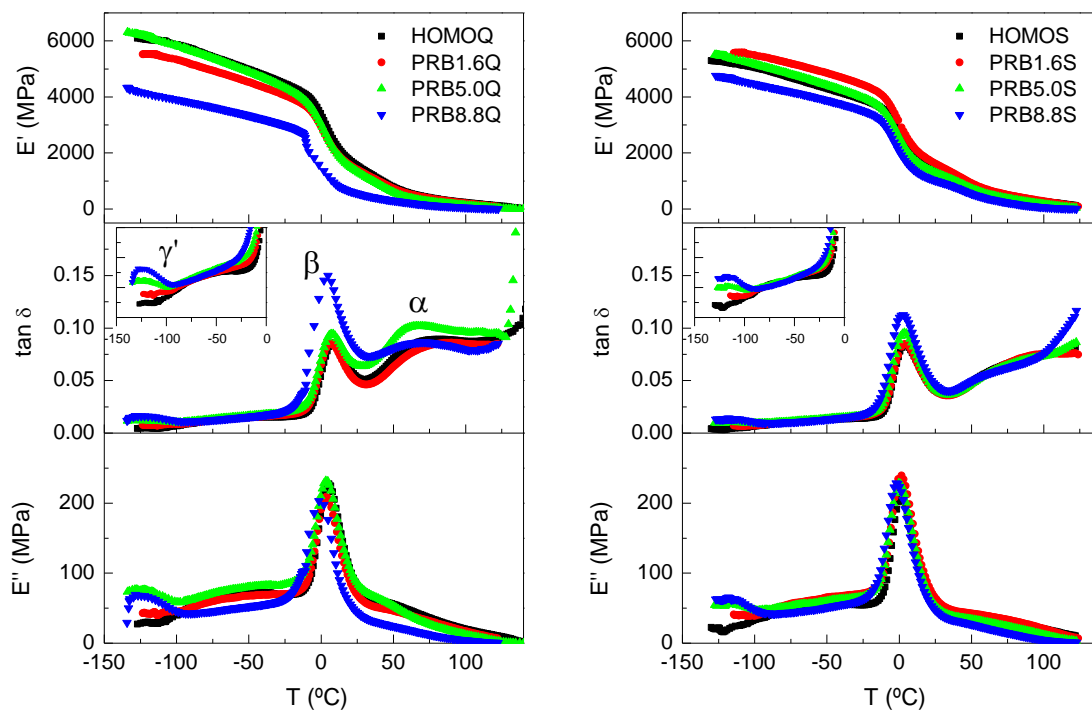 HOMOQ
PRB1.6Q
PRB5.0Q
PRB8.8Q
E' (MPa)
6000
4000
2000
0
γ'
β
α
-150 -100 -50 0
tan δ
0.15
0.10
0.05
0.00
E'' (MPa)
200
100
0
-150 -100 -50 0 50 100
T (ºC)
HOMOS
PRB1.6S
PRB5.0S
PRB8.8S
E' (MPa)
6000
4000
2000
0
-150 -100 -50 0
tan δ
0.15
0.10
0.05
0.00
E'' (MPa)
200
100
0
-150 -100 -50 0 50 100
T (ºC)